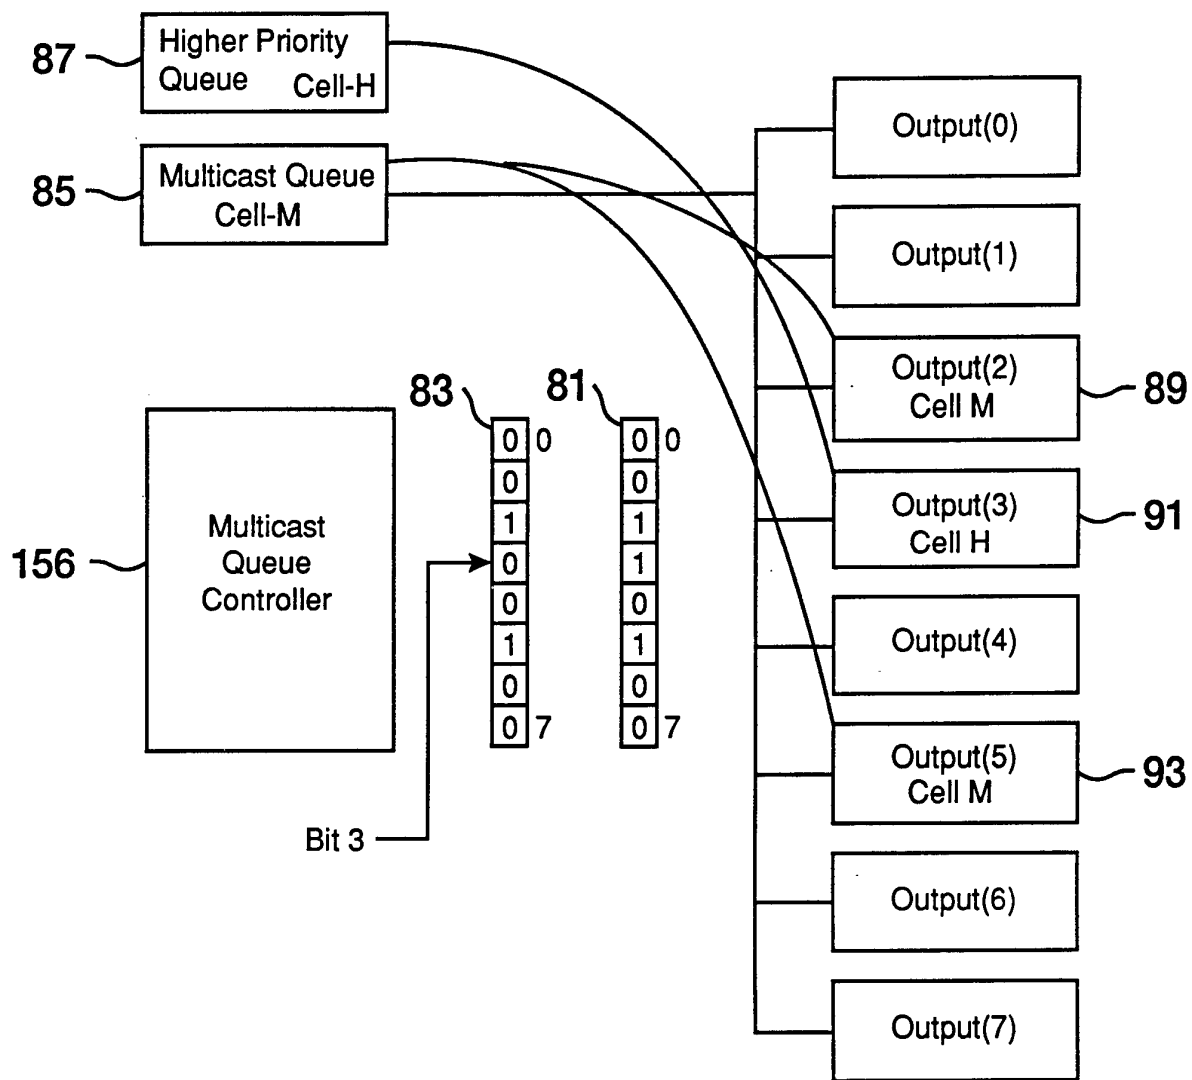 87
Higher Priority
Queue Cell-H
85
Multicast Queue
Cell-M
Output(0)
Output(1)
Output(2)
Cell M
89
Output(3)
Cell H
91
Output(4)
Output(5)
Cell M
93
Output(6)
Output(7)
156
Multicast
Queue
Controller
83
0 0
0
1
0
0
1
0
0 7
81
0 0
0
1
1
0
1
0
0 7
Bit 3